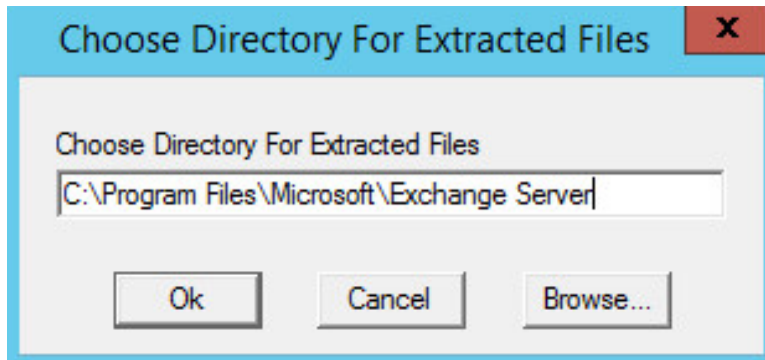 Choose Directory For Extracted Files
x
Choose Directory For Extracted Files
C:\Program Files\Microsoft\Exchange Server
Ok Cancel Browse...